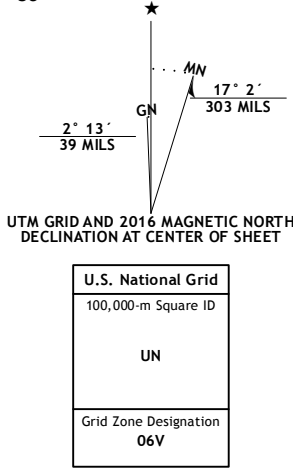 ★
MN
GN
17° 2´
303 MILS
2° 13´
39 MILS
UTM GRID AND 2016 MAGNETIC NORTH
DECLINATION AT CENTER OF SHEET
U.S. National Grid
100,000-m Square ID
UN
Grid Zone Designation
06V